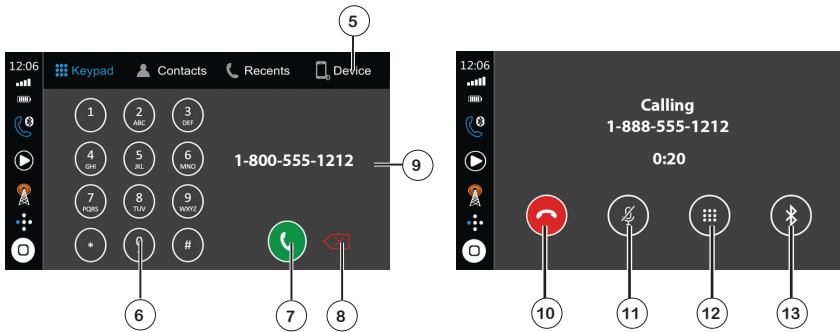 5
12:06
Keypad
Contacts
Recents
Device
1
2
ABC
3
DEF
4
GHI
5
JKL
6
MNO
7
PQRS
8
TUV
9
WXYZ
*
0
#
1-800-555-1212
9
6
7
8
12:06
Calling
1-888-555-1212
0:20
10
11
12
13